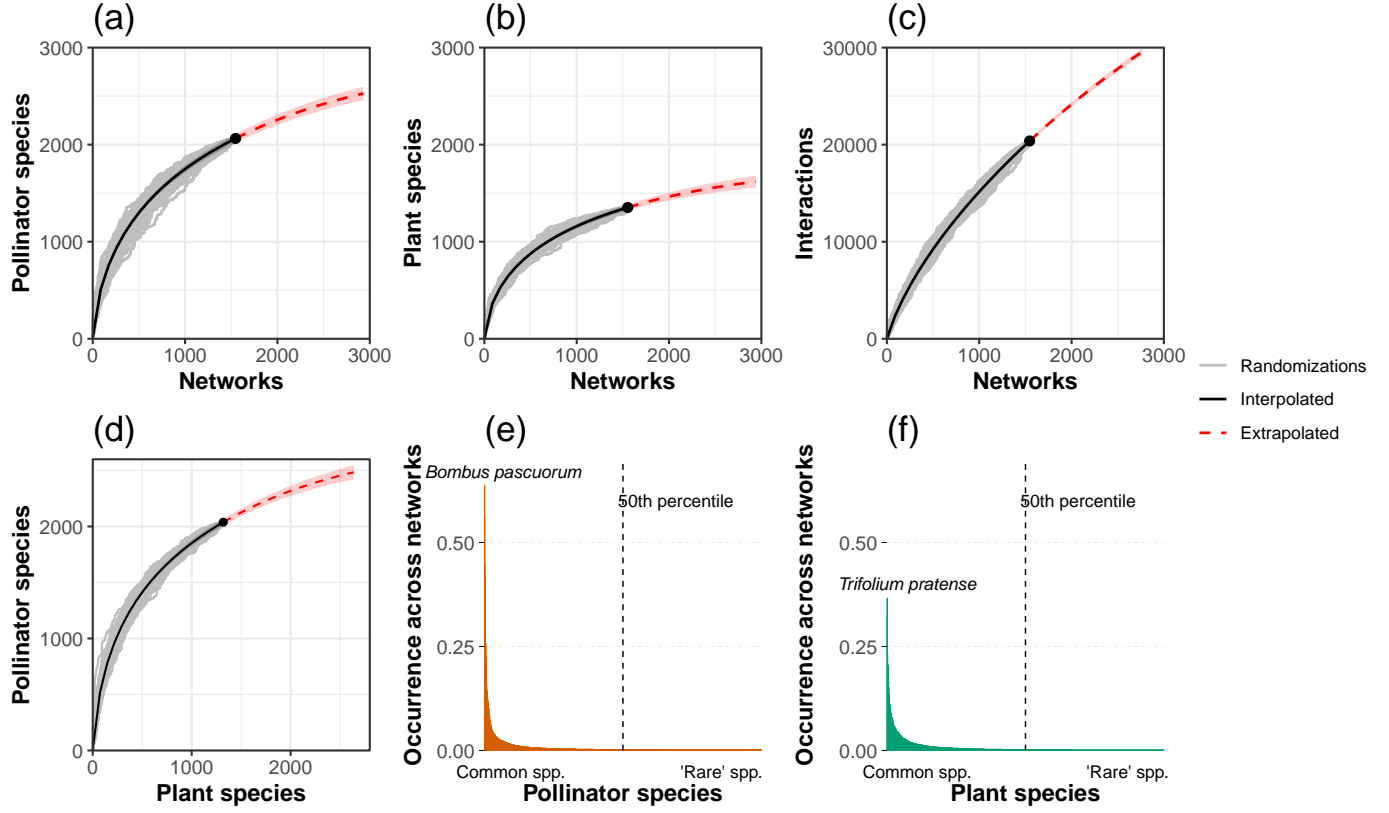 (a)
3000
2000
1000
0
Pollinator species
0 1000 2000 3000
Networks
(b)
3000
2000
1000
0
Plant species
0 1000 2000 3000
Networks
(c)
30000
20000
10000
0
Interactions
0 1000 2000 3000
Networks
Randomizations
Interpolated
Extrapolated
(d)
2000
1000
0
Pollinator species
0 1000 2000
Plant species
(e)
Bombus pascuorum
50th percentile
0.50
0.25
0.00
Occurrence across networks
Common spp. 'Rare' spp.
Pollinator species
(f)
50th percentile
0.50
Trifolium pratense
0.25
0.00
Occurrence across networks
Common spp. 'Rare' spp.
Plant species